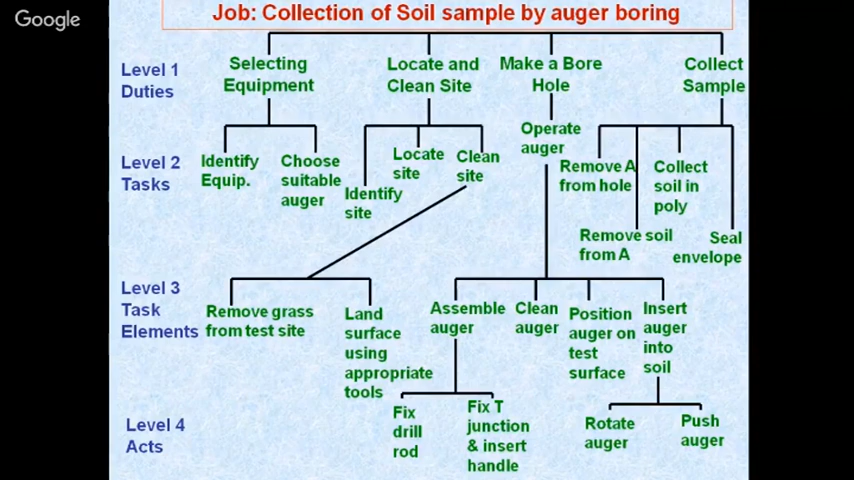 Google
Job: Collection of Soil sample by auger boring
Level 1
Duties
Selecting
Equipment
Locate and
Clean Site
Make a Bore
Hole
Collect
Sample
Level 2
Tasks
Identify
Equip.
Choose
suitable
auger
Identify
site
Locate
site
Clean
site
Operate
auger
Remove A
from hole
Remove soil
from A
Collect
soil in
poly
Seal
envelope
Level 3
Task
Elements
Remove grass
from test site
Land
surface
using
appropriate
tools
Assemble
auger
Clean
auger
Position
auger on
test
surface
Insert
auger
into
soil
Level 4
Acts
Fix
drill
rod
Fix T
junction
& insert
handle
Rotate
auger
Push
auger